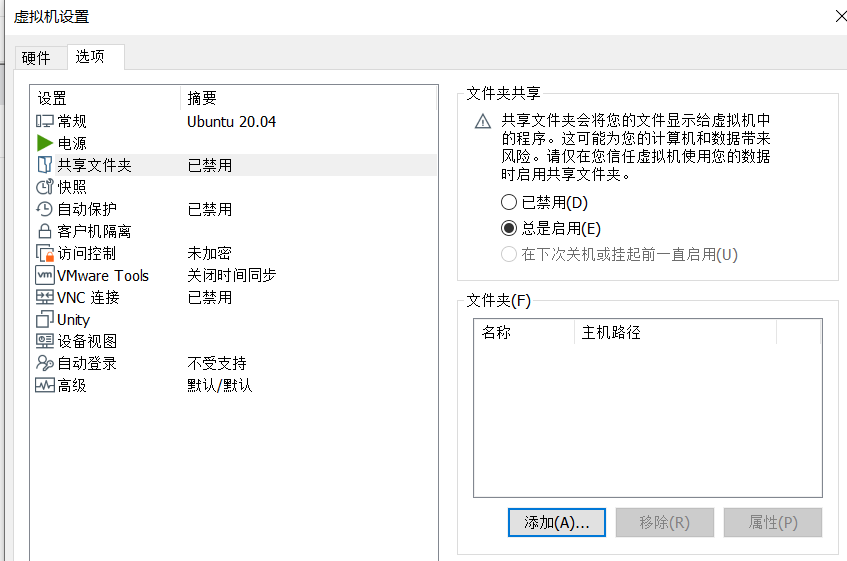 虚拟机设置
硬件 选项
设置 摘要
常规 Ubuntu 20.04
电源
共享文件夹 已禁用
快照
自动保护 已禁用
客户机隔离
访问控制 未加密
vm VMware Tools 关闭时间同步
VNC 连接 已禁用
Unity
设备视图
自动登录 不受支持
高级 默认/默认
文件夹共享
共享文件夹会将您的文件显示给虚拟机中
的程序。这可能为您的计算机和数据带来
风险。请仅在您信任虚拟机使用您的数据
时启用共享文件夹。
已禁用(D)
总是启用(E)
在下次关机或挂起前一直启用(U)
文件夹(F)
名称 主机路径
添加(A)... 移除(R) 属性(P)